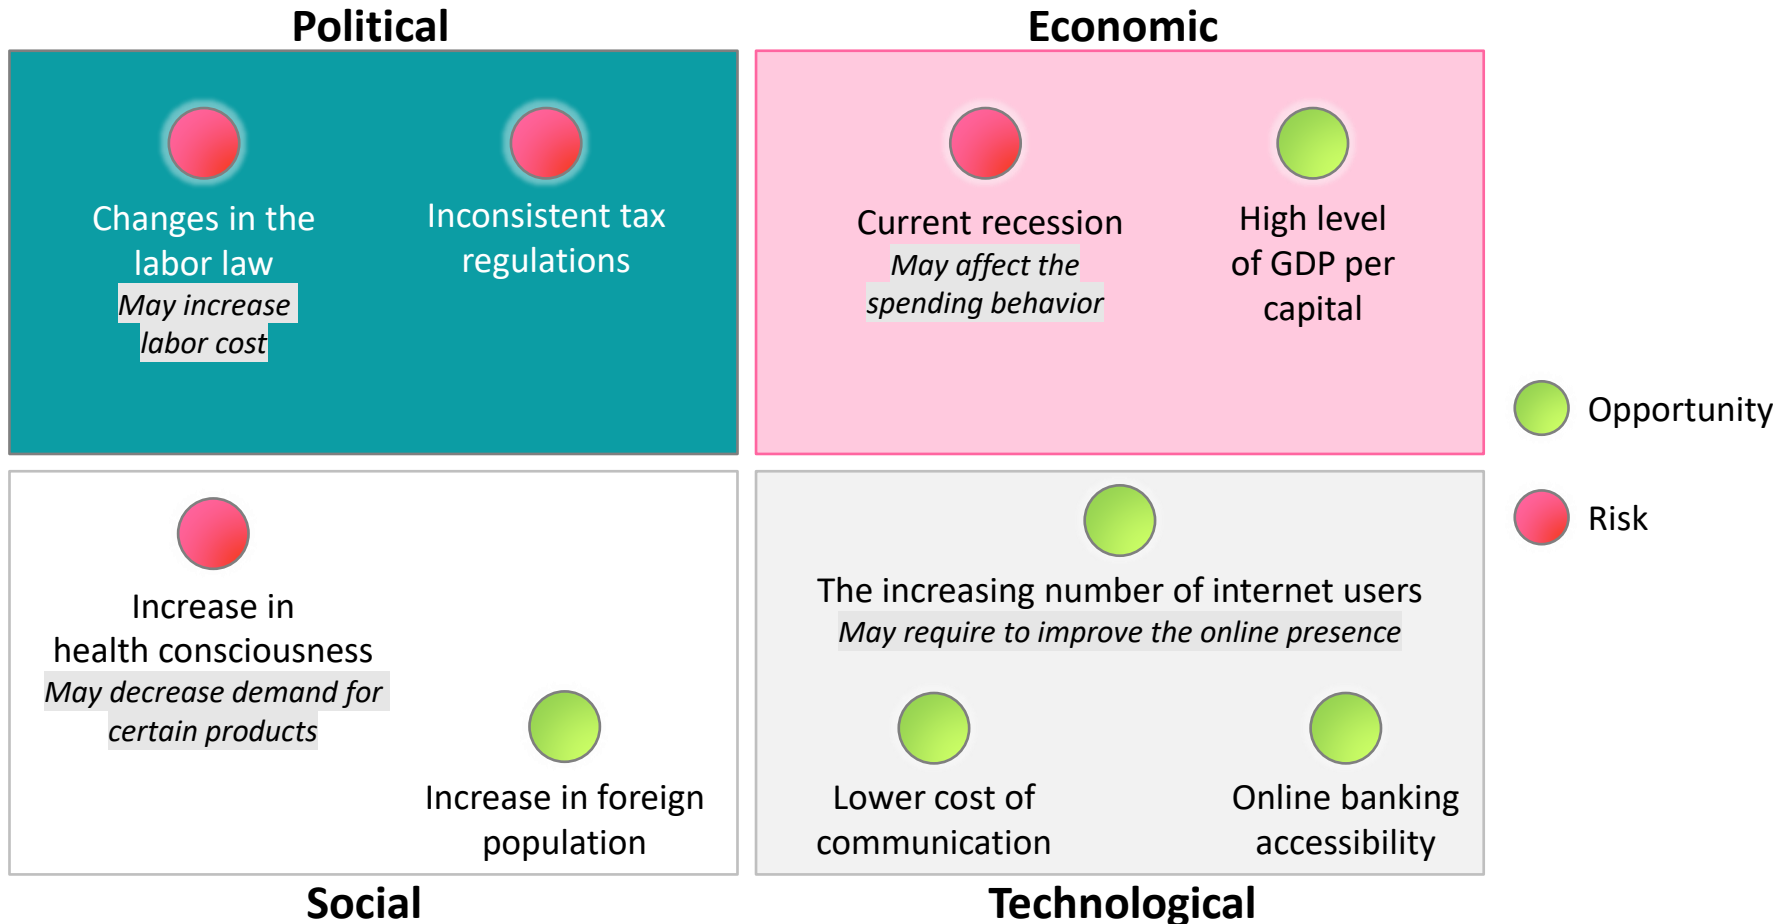 Political
Changes in the
labor law
May increase
labor cost
Inconsistent tax
regulations
Economic
Current recession
May affect the
spending behavior
High level
of GDP per
capital
Increase in
health consciousness
May decrease demand for
certain products
Increase in foreign
population
Social
The increasing number of internet users
May require to improve the online presence
Lower cost of
communication
Online banking
accessibility
Technological
Opportunity
Risk